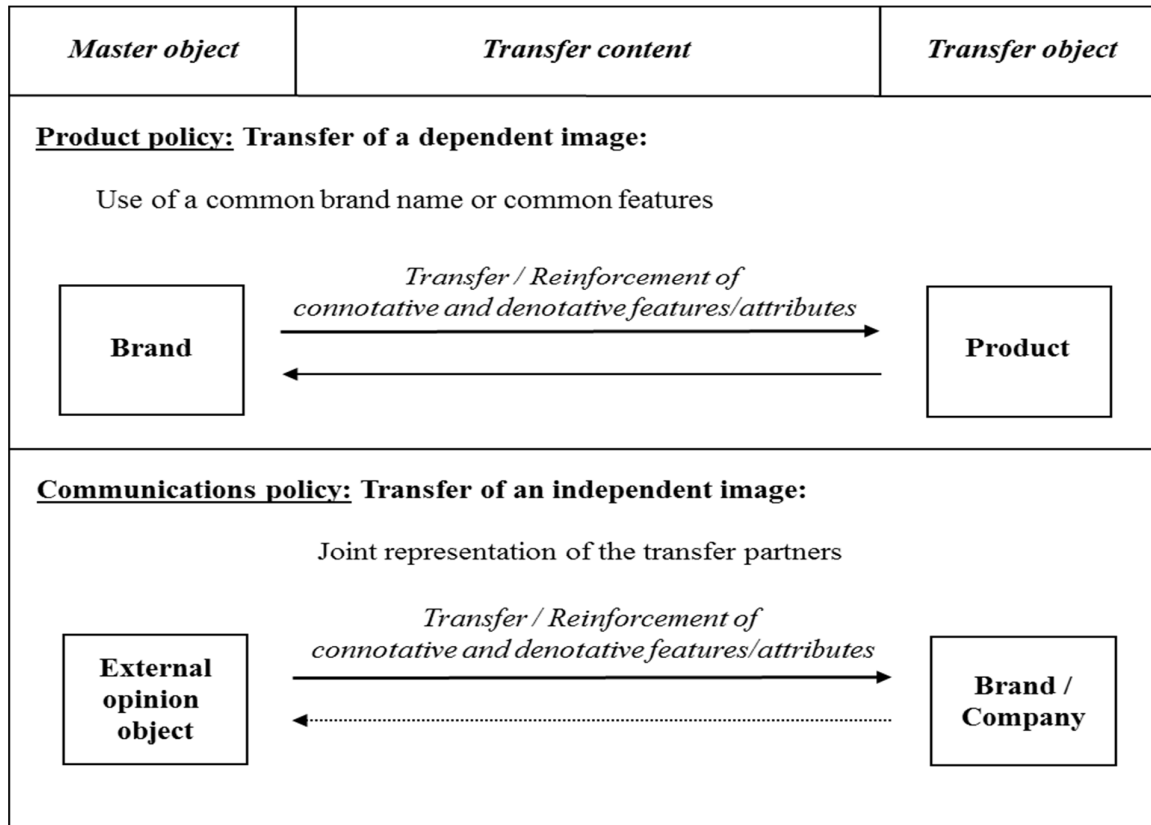 Master object
Transfer content
Transfer object
Product policy: Transfer of a dependent image:
Use of a common brand name or common features
Transfer / Reinforcement of
connotative and denotative features/attributes
Brand
Product
Communications policy: Transfer of an independent image:
Joint representation of the transfer partners
Transfer / Reinforcement of
connotative and denotative features/attributes
External
opinion
object
Brand /
Company